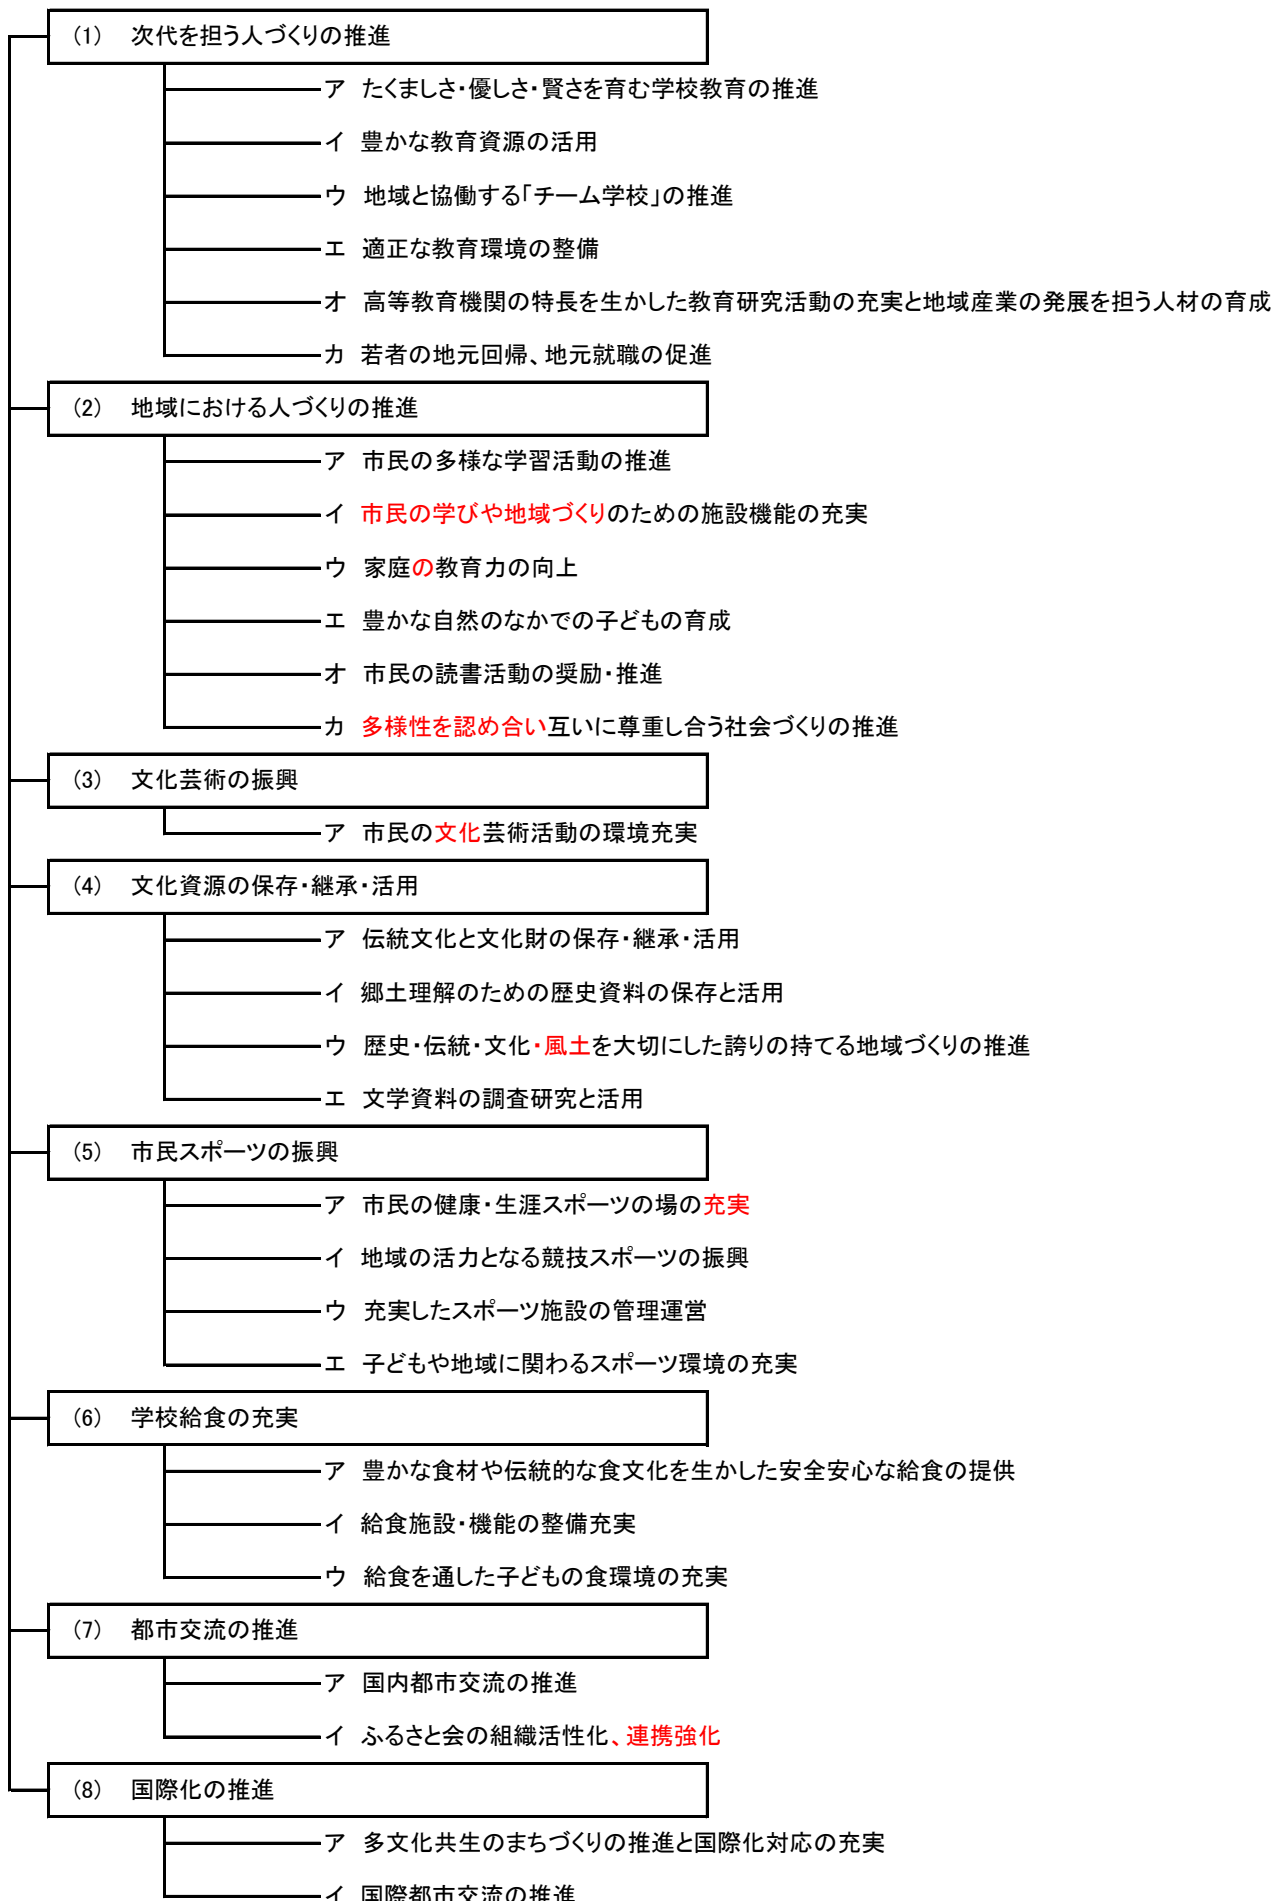 (1) 次代を担う人づくりの推進
ア たくましさ・優しさ・賢さを育む学校教育の推進
イ 豊かな教育資源の活用
ウ 地域と協働する「チーム学校」の推進
エ 適正な教育環境の整備
オ 高等教育機関の特長を生かした教育研究活動の充実と地域産業の発展を担う人材の育成
カ 若者の地元回帰、地元就職の促進
(2) 地域における人づくりの推進
ア 市民の多様な学習活動の推進
イ 市民の学びや地域づくりのための施設機能の充実
ウ 家庭の教育力の向上
エ 豊かな自然のなかでの子どもの育成
オ 市民の読書活動の奨励・推進
カ 多様性を認め合い互いに尊重し合う社会づくりの推進
(3) 文化芸術の振興
ア 市民の文化芸術活動の環境充実
(4) 文化資源の保存・継承・活用
ア 伝統文化と文化財の保存・継承・活用
イ 郷土理解のための歴史資料の保存と活用
ウ 歴史・伝統・文化・風土を大切にした誇りの持てる地域づくりの推進
エ 文学資料の調査研究と活用
(5) 市民スポーツの振興
ア 市民の健康・生涯スポーツの場の充実
イ 地域の活力となる競技スポーツの振興
ウ 充実したスポーツ施設の管理運営
エ 子どもや地域に関わるスポーツ環境の充実
(6) 学校給食の充実
ア 豊かな食材や伝統的な食文化を生かした安全安心な給食の提供
イ 給食施設・機能の整備充実
ウ 給食を通した子どもの食環境の充実
(7) 都市交流の推進
ア 国内都市交流の推進
イ ふるさと会の組織活性化、連携強化
(8) 国際化の推進
ア 多文化共生のまちづくりの推進と国際化対応の充実
イ 国際都市交流の推進